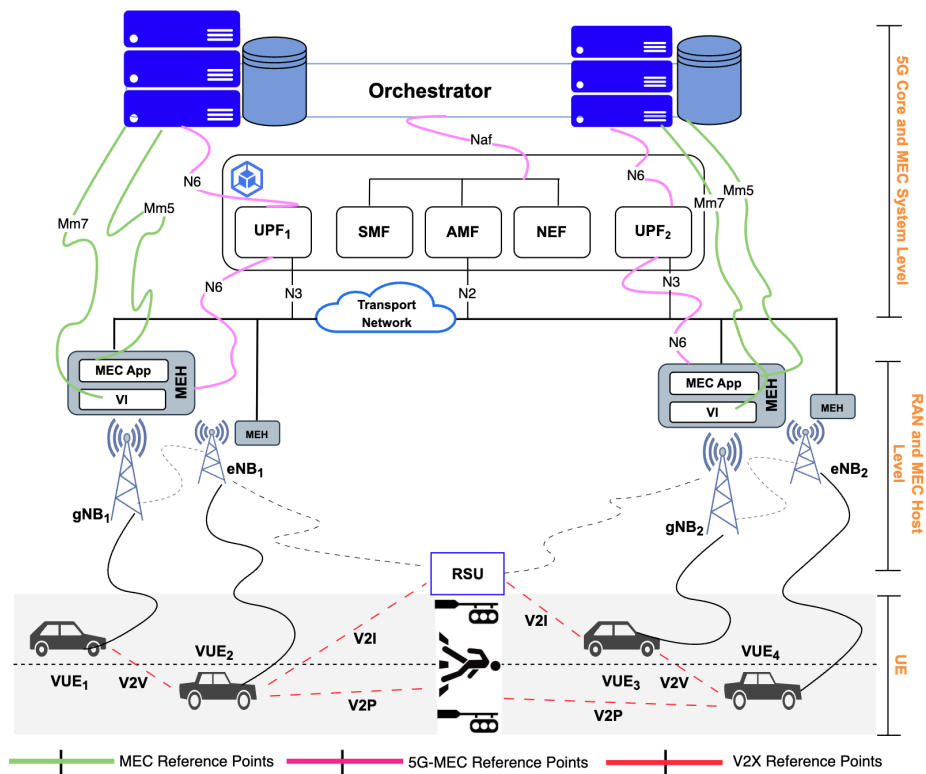 Orchestrator
Naf
N6
N6
Mm7
Mm5
Mm7
Mm5
UPF1
SMF
AMF
NEF
UPF2
N6
N3
N2
N3
Transport
Network
N6
MEC App
VI
MEH
MEH
MEC App
VI
MEH
MEH
eNB1
gNB1
eNB2
gNB2
RSU
V2I
V2I
VUE1
V2V
VUE2
V2P
VUE3
V2V
VUE4
V2P
5G Core and MEC System Level
RAN and MEC Host
Level
UE
MEC Reference Points
5G-MEC Reference Points
V2X Reference Points